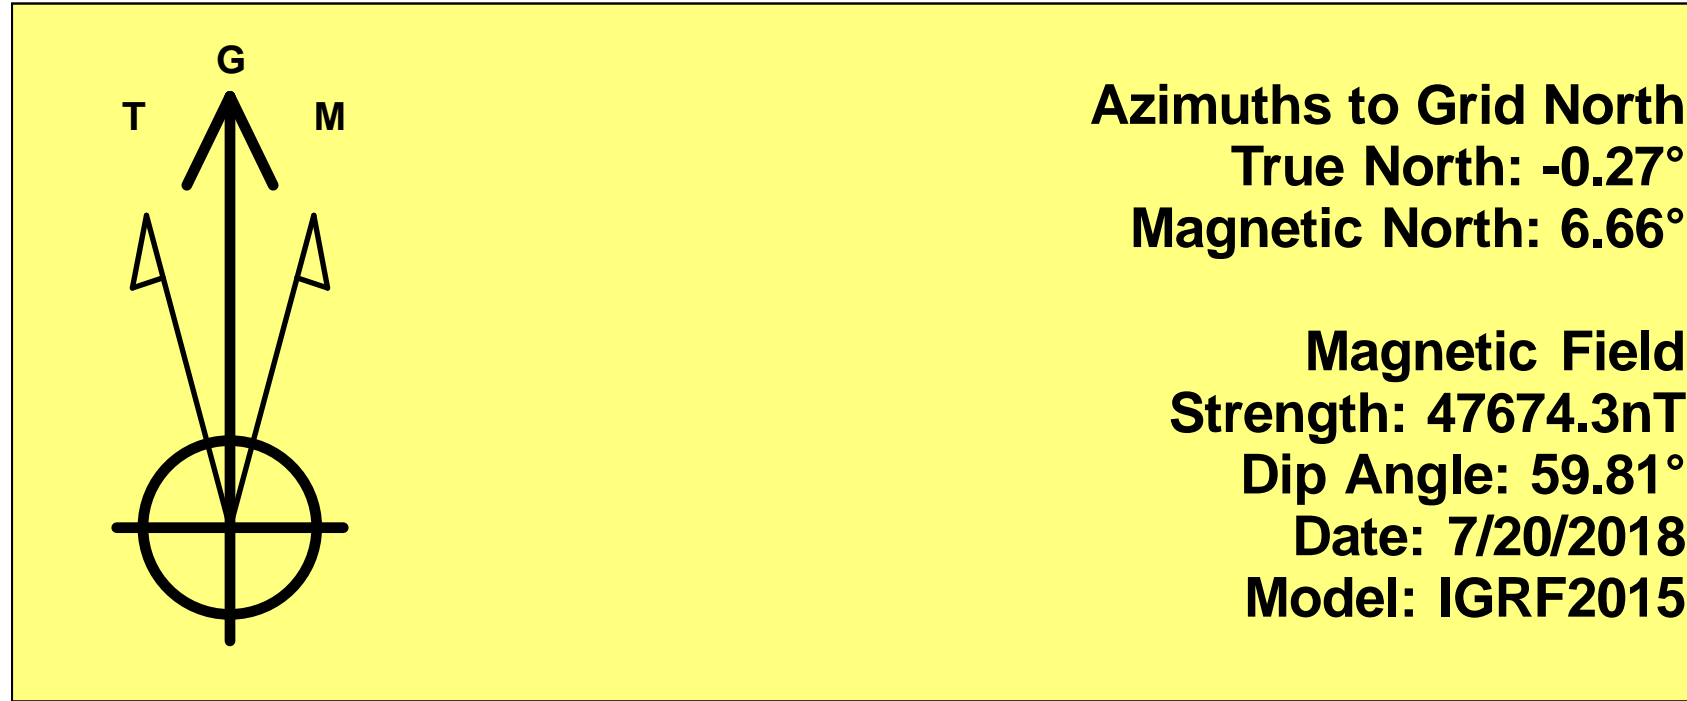 G
T M
Azimuths to Grid North
True North: -0.27°
Magnetic North: 6.66°
Magnetic Field
Strength: 47674.3nT
Dip Angle: 59.81°
Date: 7/20/2018
Model: IGRF2015